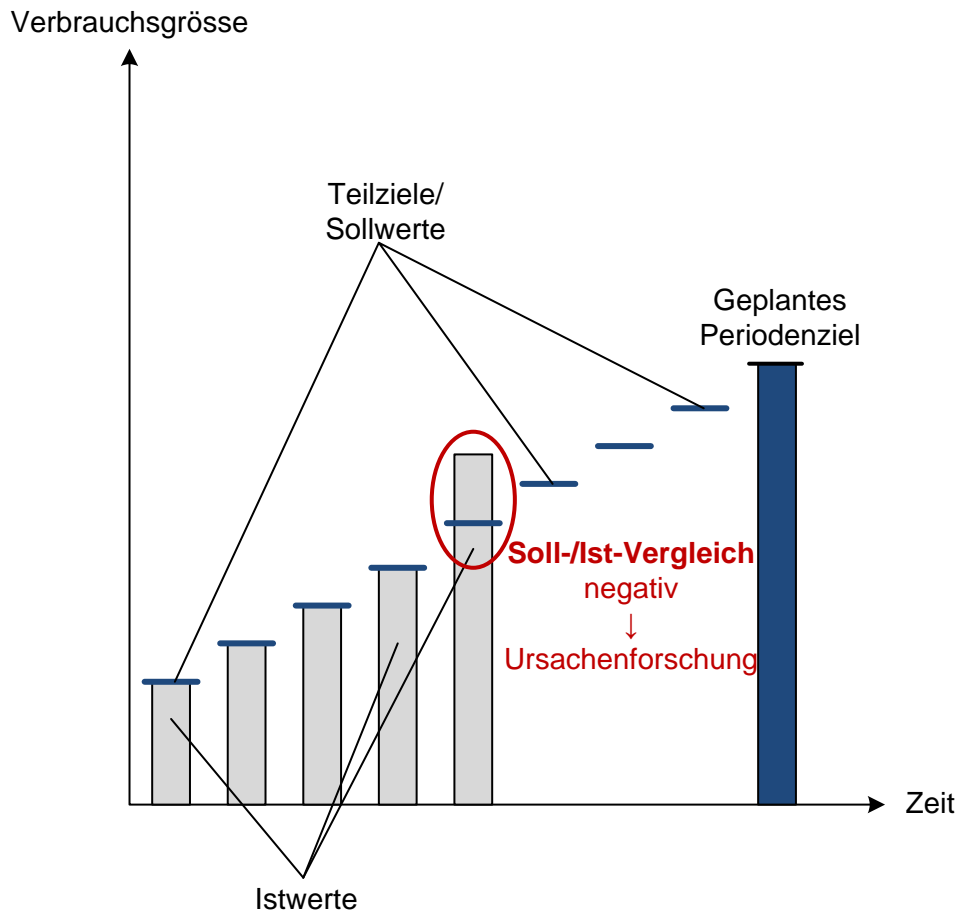 Verbrauchsgrösse
Teilziele/
Sollwerte
Geplantes
Periodenziel
Soll-/Ist-Vergleich
negativ
↓
Ursachenforschung
Zeit
Istwerte